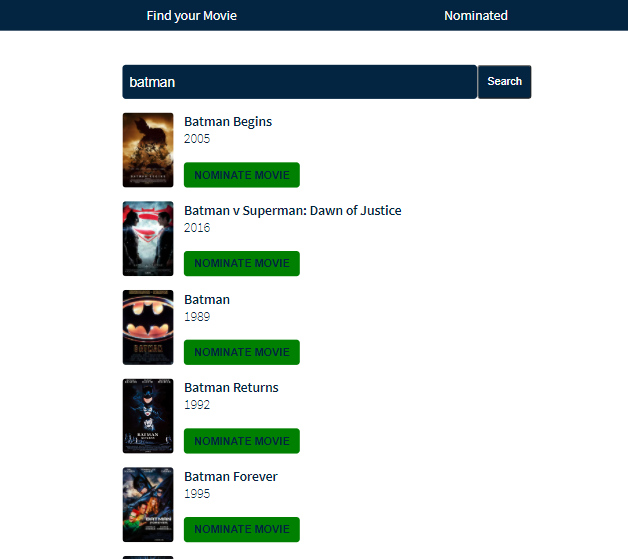 Find your Movie
Nominated
batman
Search
Batman Begins
2005
NOMINATE MOVIE
Batman v Superman: Dawn of Justice
2016
NOMINATE MOVIE
Batman
1989
NOMINATE MOVIE
Batman Returns
1992
NOMINATE MOVIE
Batman Forever
1995
NOMINATE MOVIE